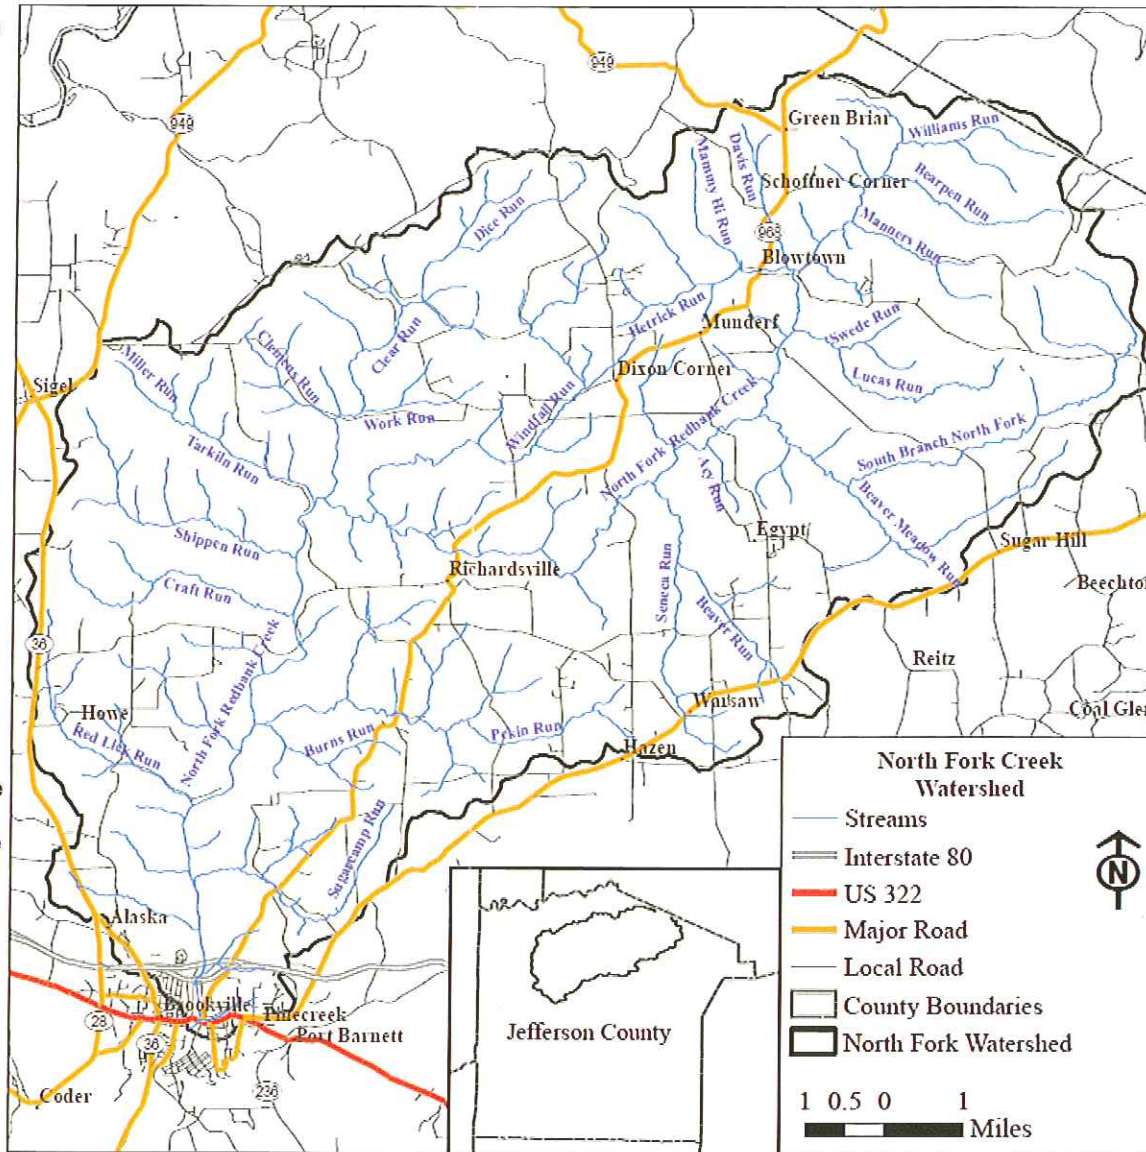 949
949
Green Briar
Williams Run
Davis Run
Mammy Hi Run
Schoffner Corner
Bearpen Run
Manners Run
Dice Run
968
Blowtown
Hetrick Run
Munderf
Swede Run
Clear Run
Clemens Run
Miller Run
Dixon Corner
Lucas Run
Sigel
Windfall Run
Work Run
North Fork Redbank Creek
South Branch North Fork
Tarkiln Run
Acy Run
Beaver Meadow Run
Egypt
Sugar Hill
Shippen Run
Richardsville
Seneca Run
Beechto
Craft Run
Beaver Run
36
North Fork Redbank Creek
Reitz
Howe
Warsaw
Coal Gle
Red Lick Run
Burns Run
Pekin Run
Hazen
Sugarcamp Run
Alaska
Brookville
Pinecreek
Port Barnett
28
36
236
Coder
Jefferson County
North Fork Creek
Watershed
Streams
Interstate 80
US 322
Major Road
Local Road
County Boundaries
North Fork Watershed
N
1 0.5 0 1
Miles